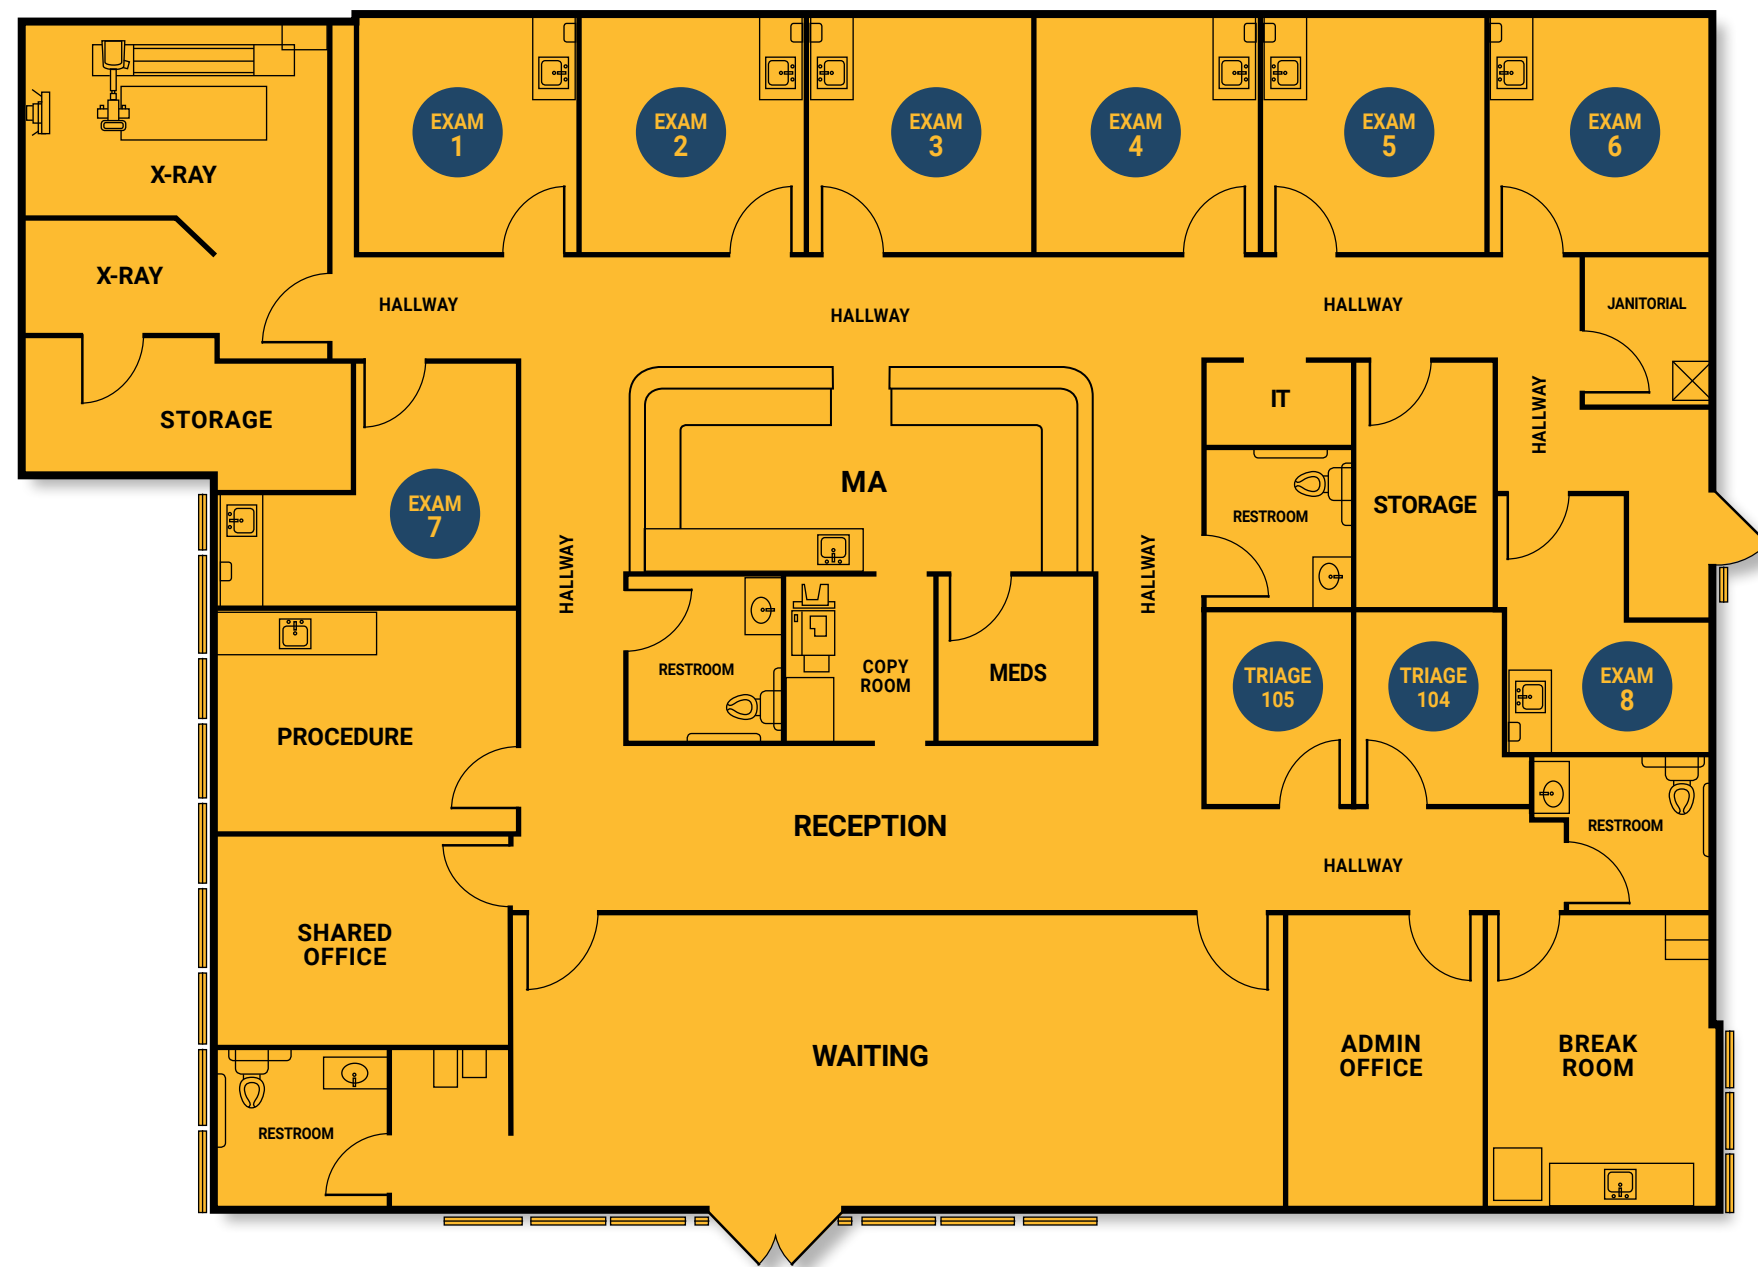 EXAM
1
EXAM
2
EXAM
3
EXAM
4
EXAM
5
EXAM
6
X-RAY
X-RAY
HALLWAY
HALLWAY
HALLWAY
JANITORIAL
STORAGE
IT
HALLWAY
MA
EXAM
7
STORAGE
RESTROOM
HALLWAY
HALLWAY
RESTROOM
COPY
ROOM
MEDS
TRIAGE
105
TRIAGE
104
EXAM
8
PROCEDURE
RECEPTION
RESTROOM
HALLWAY
SHARED
OFFICE
WAITING
ADMIN
OFFICE
BREAK
ROOM
RESTROOM